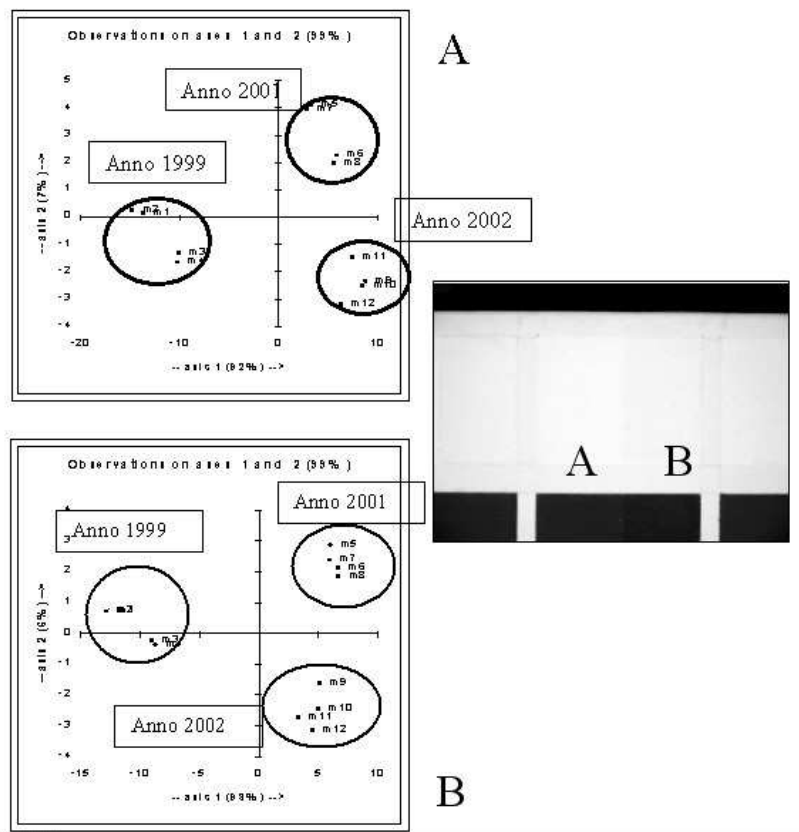 Observations on axes 1 and 2 (99%)
A
Anno 2001
Anno 1999
Anno 2002
5
4
3
2
1
0
-1
-2
-3
-4
-20
-10
0
10
--axis 2 (7%)-->
m6
m8
m1
m3
m11
m10
m12
-- axis 1 (92%) -->
A B
Observations on axes 1 and 2 (99%)
Anno 2001
Anno 1999
Anno 2002
3
2
1
0
-1
-2
-3
-4
-15
-10
-5
0
5
10
--axis 2 (6%)-->
m5
m7
m6
m8
m3
m9
m10
m11
m12
-- axis 1 (93%) -->
B